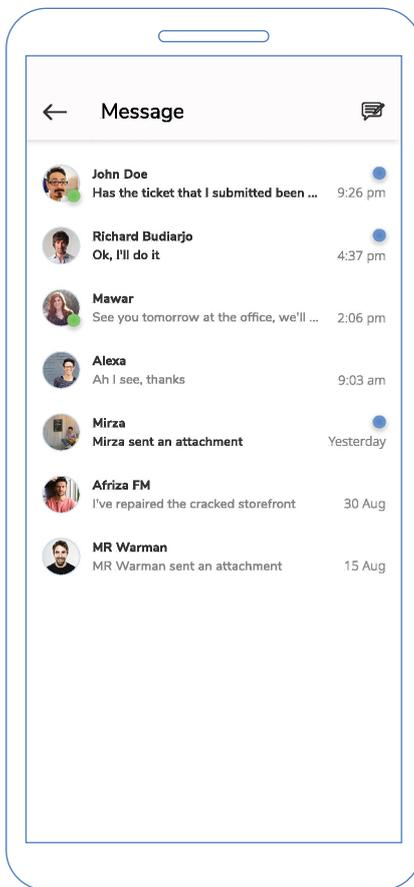 Message
John Doe
Has the ticket that I submitted been ... 9:26 pm
Richard Budiarjo
Ok, I'll do it 4:37 pm
Mawar
See you tomorrow at the office, we'll ... 2:06 pm
Alexa
Ah I see, thanks 9:03 am
Mirza
Mirza sent an attachment Yesterday
Afriza FM
I've repaired the cracked storefront 30 Aug
MR Warman
MR Warman sent an attachment 15 Aug